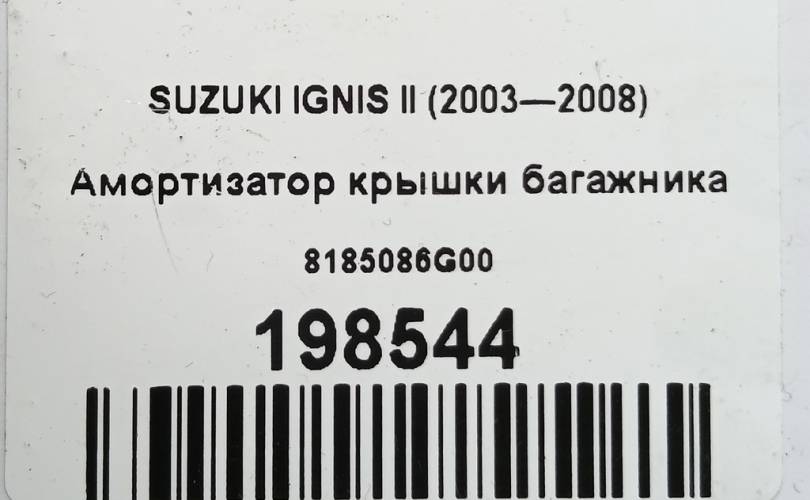 SUZUKI IGNIS II (2003—2008)
Амортизатор крышки багажника
8185086G00
198544